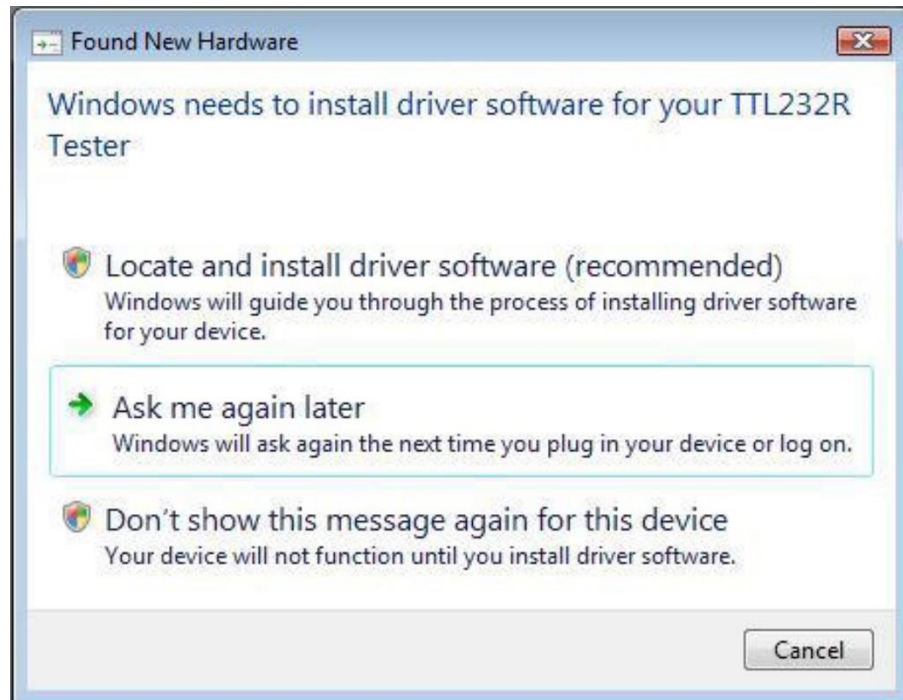 Found New Hardware
Windows needs to install driver software for your TTL232R
Tester
Locate and install driver software (recommended)
Windows will guide you through the process of installing driver software
for your device.
Ask me again later
Windows will ask again the next time you plug in your device or log on.
Don't show this message again for this device
Your device will not function until you install driver software.
Cancel